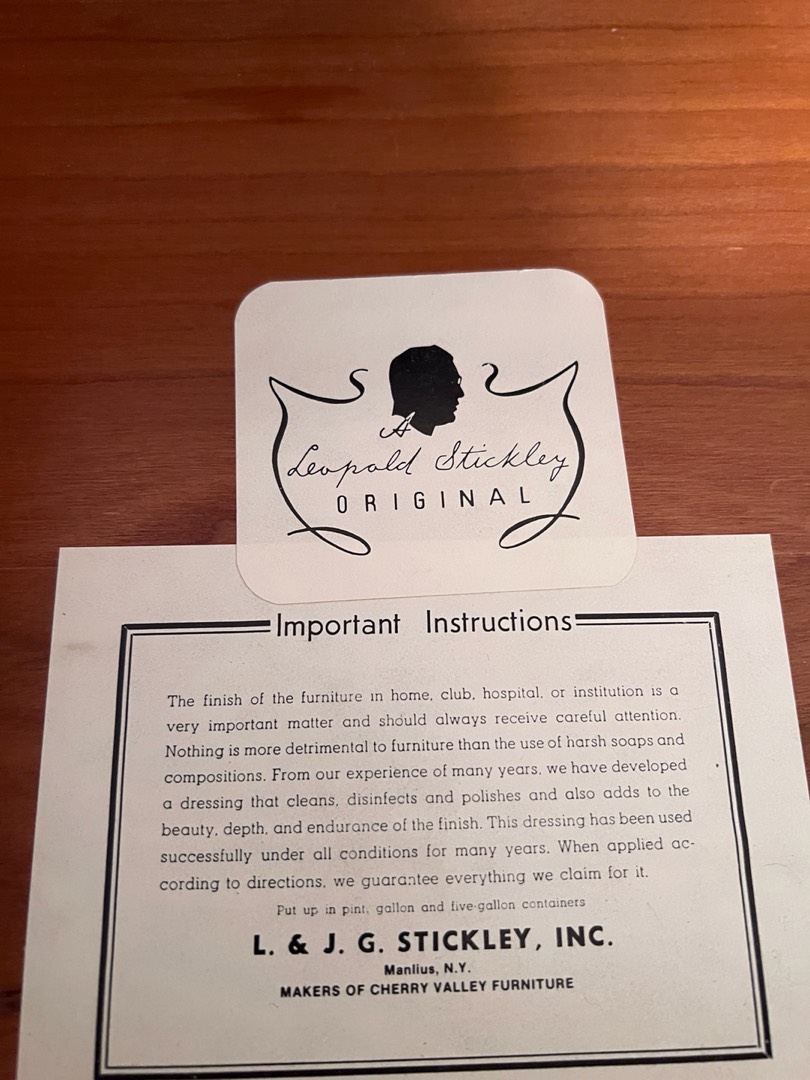 A
Leopold Stickley
ORIGINAL
Important Instructions
The finish of the furniture in home, club, hospital, or institution is a
very important matter and should always receive careful attention.
Nothing is more detrimental to furniture than the use of harsh soaps and
compositions. From our experience of many years, we have developed
a dressing that cleans, disinfects and polishes and also adds to the
beauty, depth, and endurance of the finish. This dressing has been used
successfully under all conditions for many years. When applied ac-
cording to directions, we guarantee everything we claim for it.
Put up in pint, gallon and five-gallon containers
L. & J. G. STICKLEY, INC.
Manlius, N.Y.
MAKERS OF CHERRY VALLEY FURNITURE